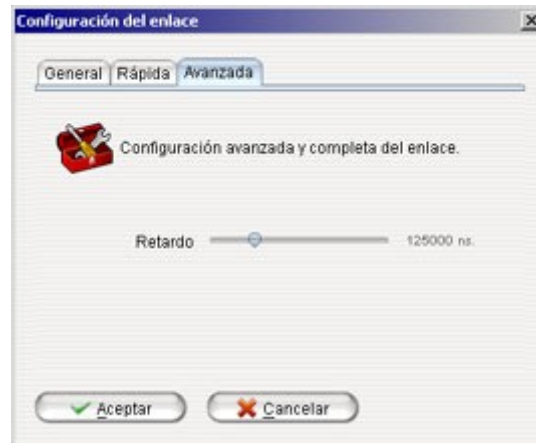 Configuración del enlace
General Rápida Avanzada
Configuración avanzada y completa del enlace.
Retardo 125000 ns.
Aceptar Cancelar